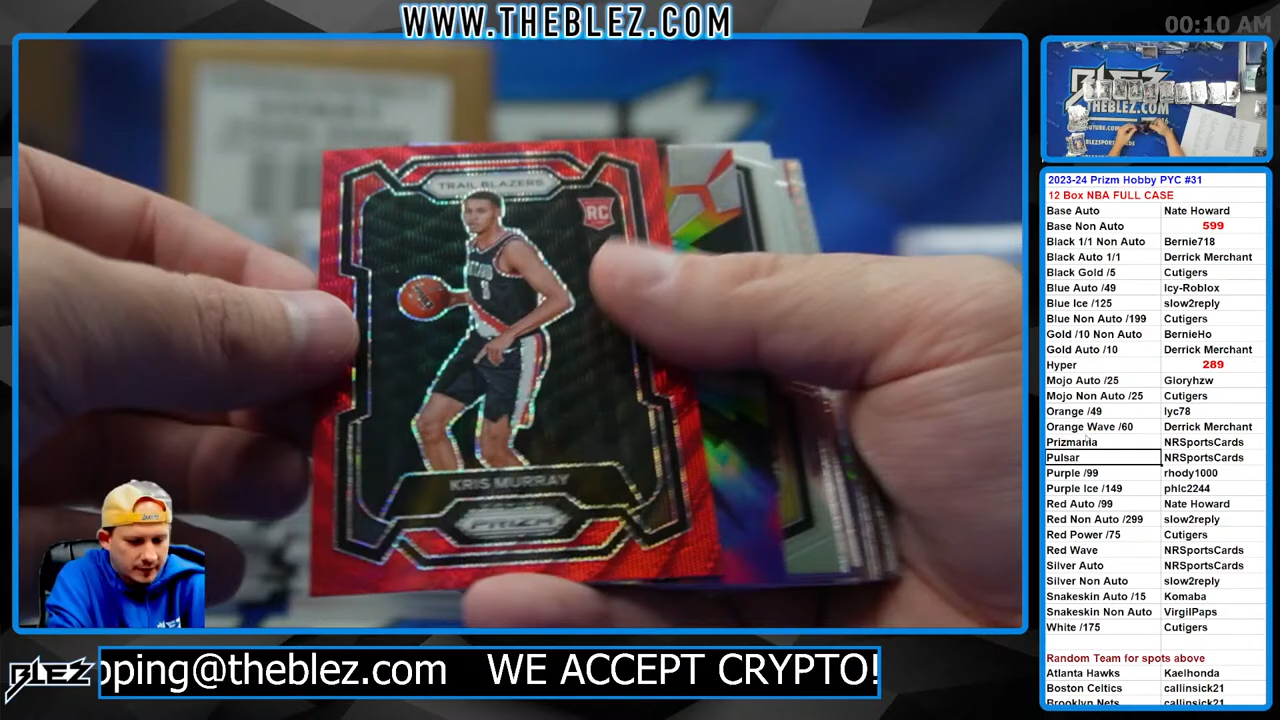 WWW.THEBLEZ.COM
00:10 AM
TRAIL BLAZERS
RC
KRIS MURRAY
PRIZM
BLEZ
THEBLEZ.COM
2023-24 Prizm Hobby PYC #31
12 Box NBA FULL CASE
Base Auto Nate Howard
Base Non Auto 599
Black 1/1 Non Auto Bernie718
Black Auto 1/1 Derrick Merchant
Black Gold /5 Cutigers
Blue Auto /49 Icy-Roblox
Blue Ice /125 slow2reply
Blue Non Auto /199 Cutigers
Gold /10 Non Auto BernieHo
Gold Auto /10 Derrick Merchant
Hyper 289
Mojo Auto /25 Gloryhzw
Mojo Non Auto /25 Cutigers
Orange /49 lyc78
Orange Wave /60 Derrick Merchant
Prizmania NRSportsCards
Pulsar NRSportsCards
Purple /99 rhody1000
Purple Ice /149 phlc2244
Red Auto /99 Nate Howard
Red Non Auto /299 slow2reply
Red Power /75 Cutigers
Red Wave NRSportsCards
Silver Auto NRSportsCards
Silver Non Auto slow2reply
Snakeskin Auto /15 Komaba
Snakeskin Non Auto VirgilPaps
White /175 Cutigers
Random Team for spots above
Atlanta Hawks Kaelhonda
Boston Celtics callinsick21
Brooklyn Nets callinsick21
BLEZ
pping@theblez.com WE ACCEPT CRYPTO!